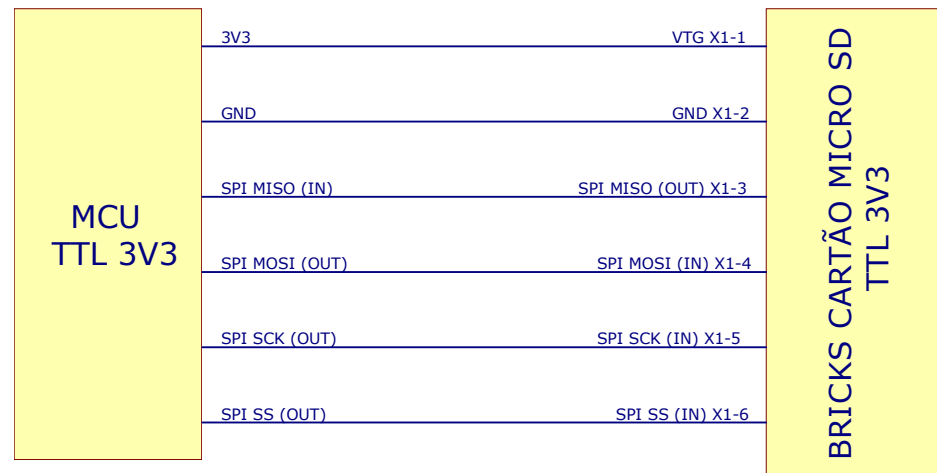 3V3
VTG X1-1
GND
GND X1-2
SPI MISO (IN)
SPI MISO (OUT) X1-3
SPI MOSI (OUT)
SPI MOSI (IN) X1-4
SPI SCK (OUT)
SPI SCK (IN) X1-5
SPI SS (OUT)
SPI SS (IN) X1-6
MCU
TTL 3V3
BRICKS CARTÃO MICRO SD
TTL 3V3